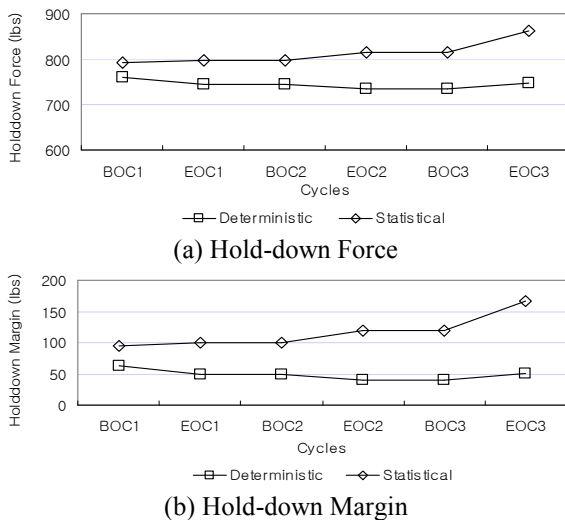 Holddown Force (lbs)
900
800
700
600
BOC1 EOC1 BOC2 EOC2 BOC3 EOC3
Cycles
Deterministic Statistical
(a) Hold-down Force
Holddown Margin (lbs)
200
150
100
50
0
BOC1 EOC1 BOC2 EOC2 BOC3 EOC3
Cycles
Deterministic Statistical
(b) Hold-down Margin